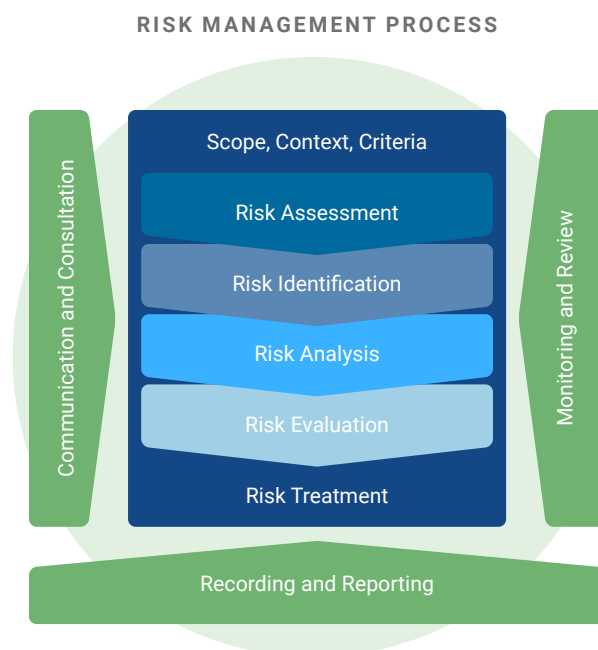 RISK MANAGEMENT PROCESS
Communication and Consultation
Scope, Context, Criteria
Risk Assessment
Risk Identification
Risk Analysis
Risk Evaluation
Risk Treatment
Monitoring and Review
Recording and Reporting